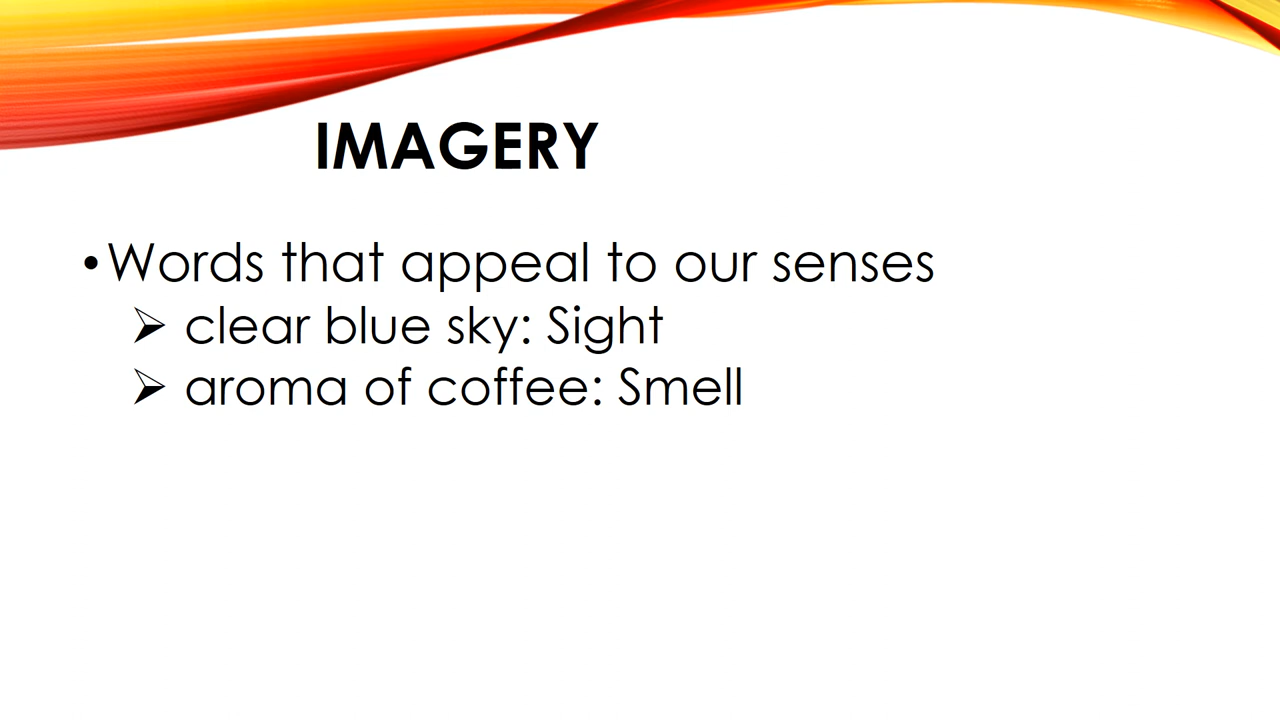 IMAGERY
•Words that appeal to our senses
➢ clear blue sky: Sight
➢ aroma of coffee: Smell